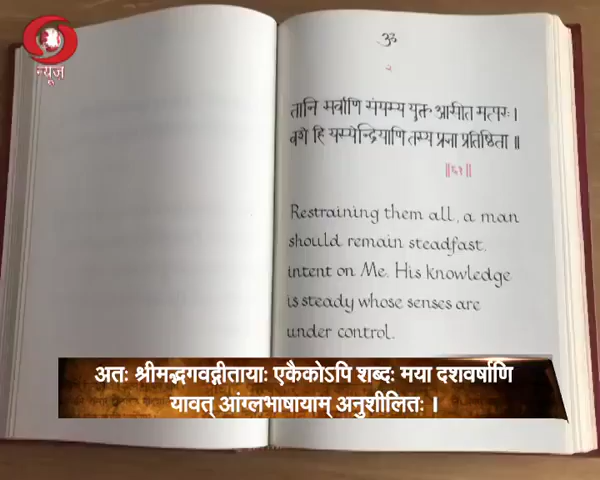 न्यूज़
ॐ
२
तानि सर्वाणि संयम्य युक्त आसीत मत्परः ।
वशे हि यस्येन्द्रियाणि तस्य प्रज्ञा प्रतिष्ठिता ॥
॥६१॥
Restraining them all, a man
should remain steadfast,
intent on Me. His knowledge
is steady whose senses are
under control.
अतः श्रीमद्भगवद्गीतायाः एकैकोऽपि शब्दः मया दशवर्षाणि
यावत् आंग्लभाषायाम् अनुशीलितः ।